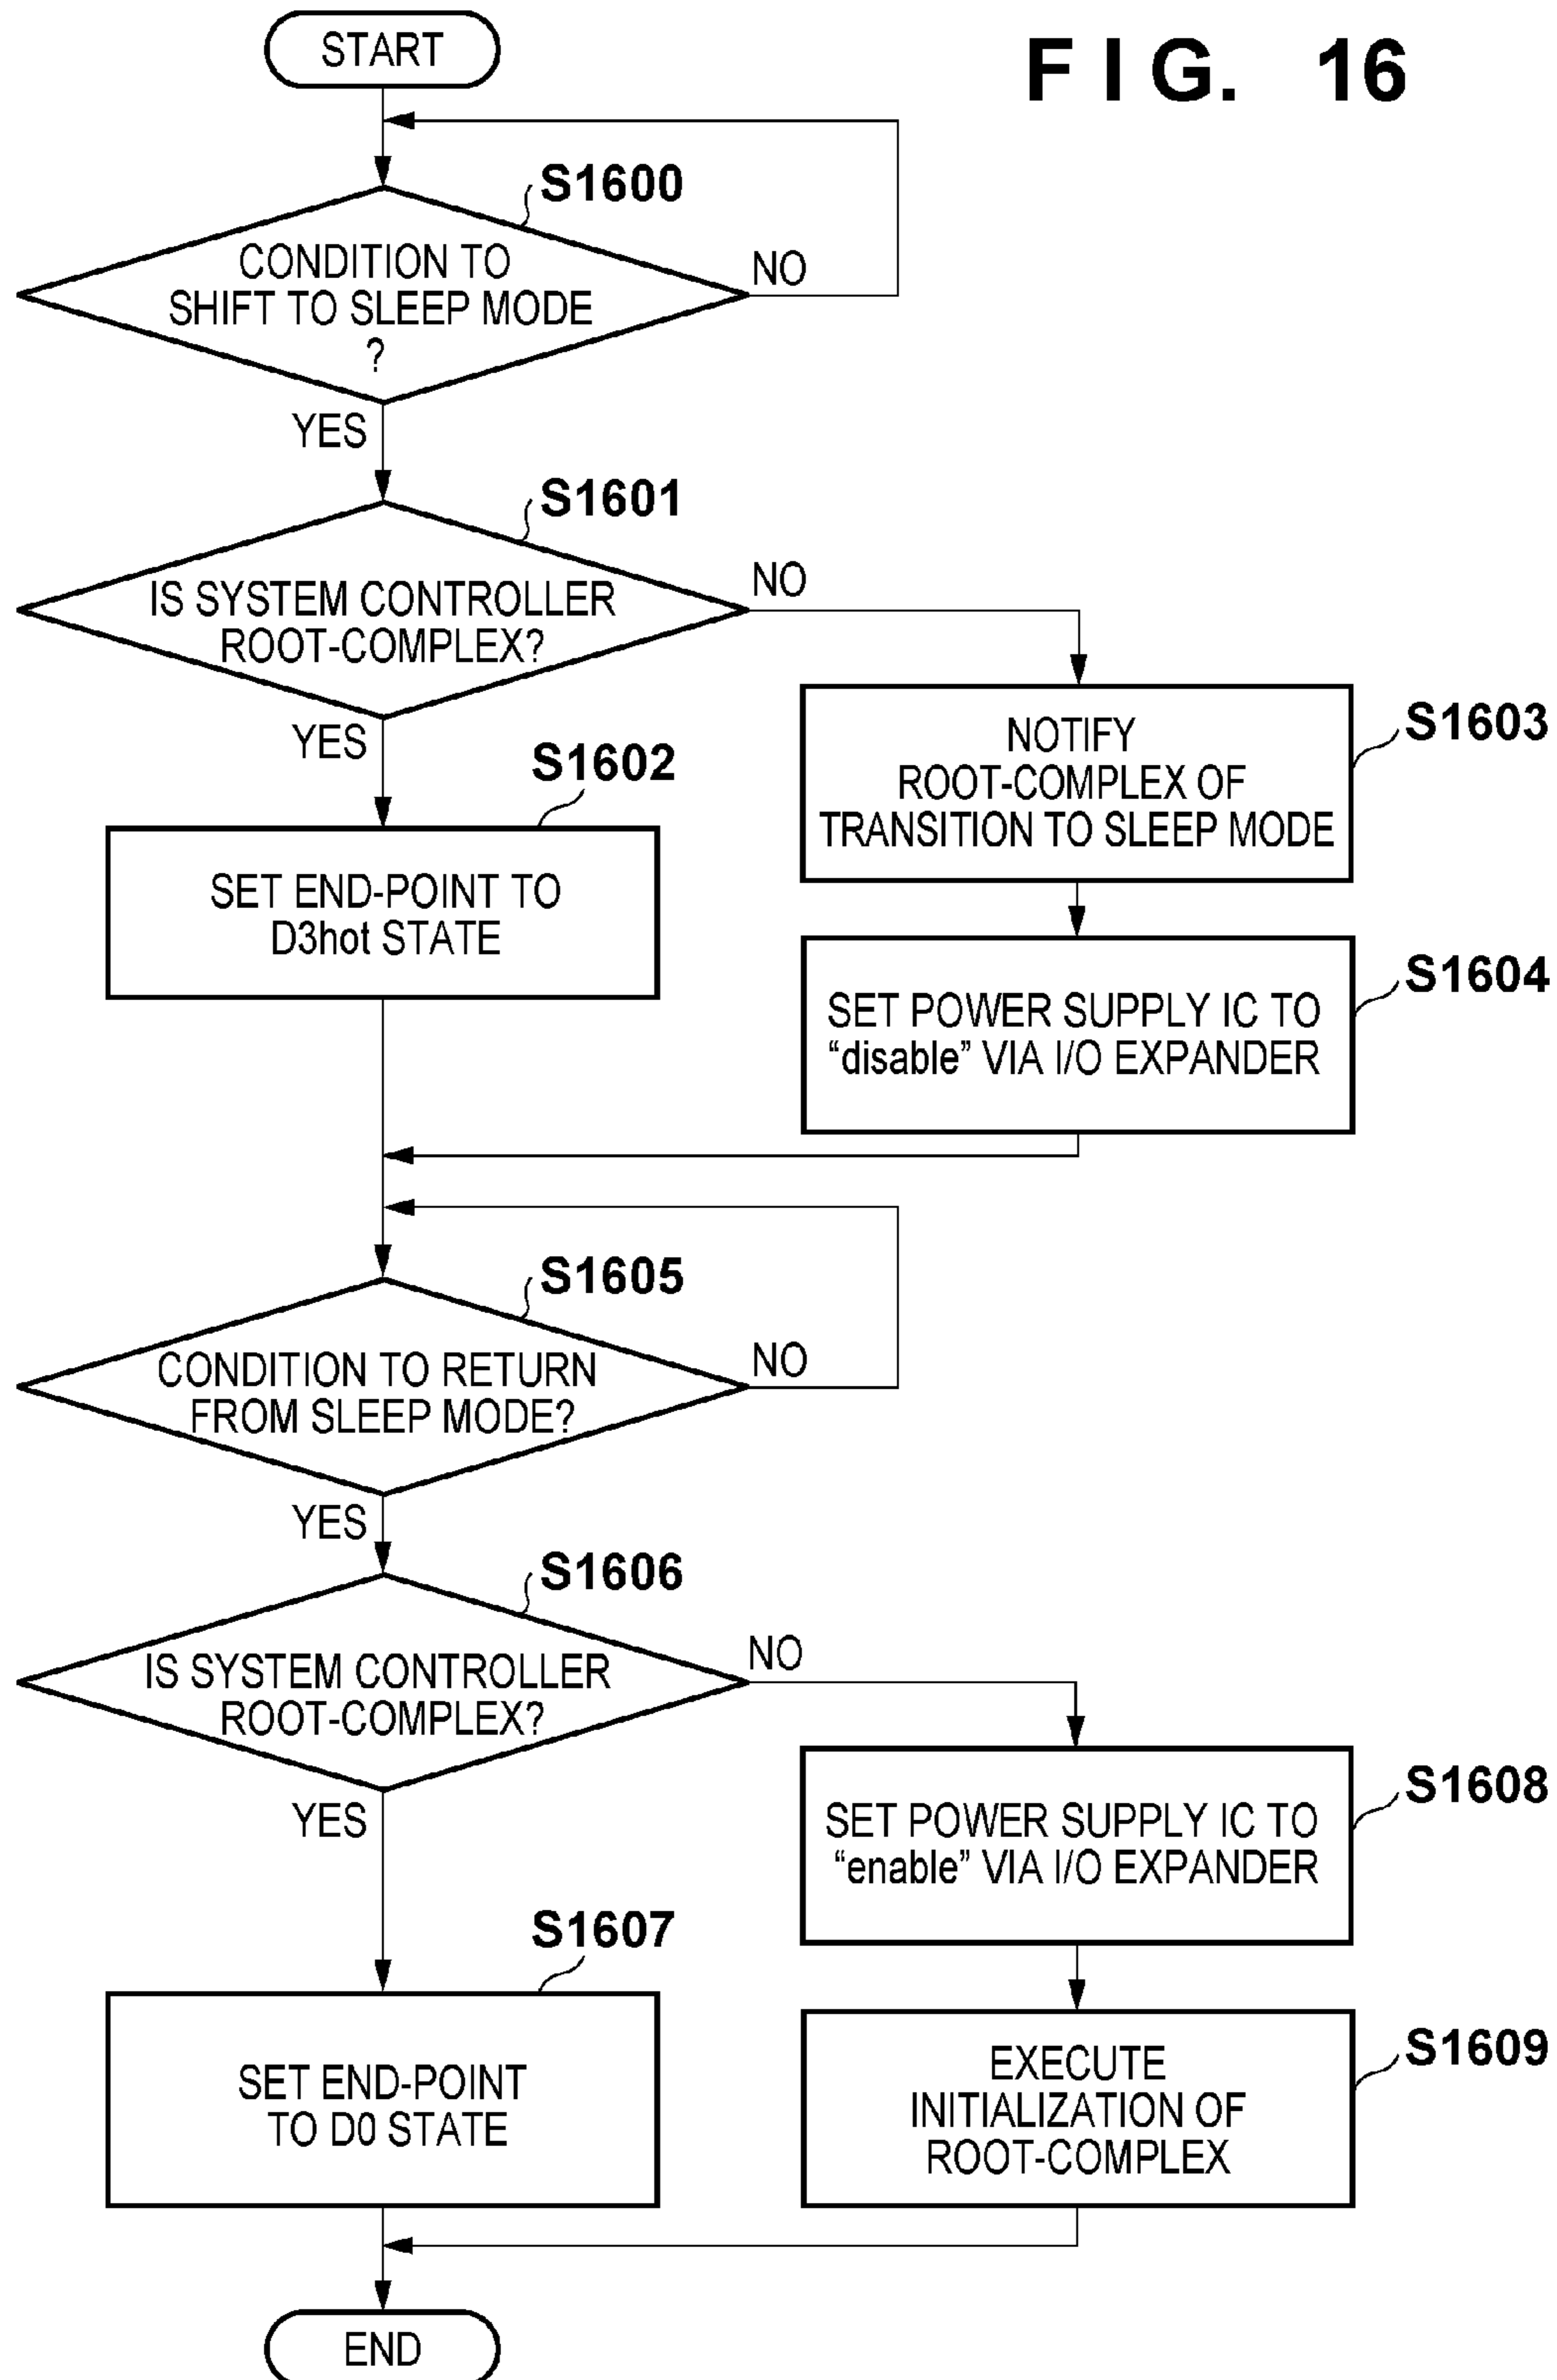 START
F I G. 16
S1600
CONDITION TO
SHIFT TO SLEEP MODE
?
NO
YES
S1601
IS SYSTEM CONTROLLER
ROOT-COMPLEX?
NO
YES
S1602
SET END-POINT TO
D3hot STATE
S1603
NOTIFY
ROOT-COMPLEX OF
TRANSITION TO SLEEP MODE
S1604
SET POWER SUPPLY IC TO
“disable” VIA I/O EXPANDER
S1605
CONDITION TO RETURN
FROM SLEEP MODE?
NO
YES
S1606
IS SYSTEM CONTROLLER
ROOT-COMPLEX?
NO
YES
S1607
SET END-POINT
TO D0 STATE
S1608
SET POWER SUPPLY IC TO
“enable” VIA I/O EXPANDER
S1609
EXECUTE
INITIALIZATION OF
ROOT-COMPLEX
END